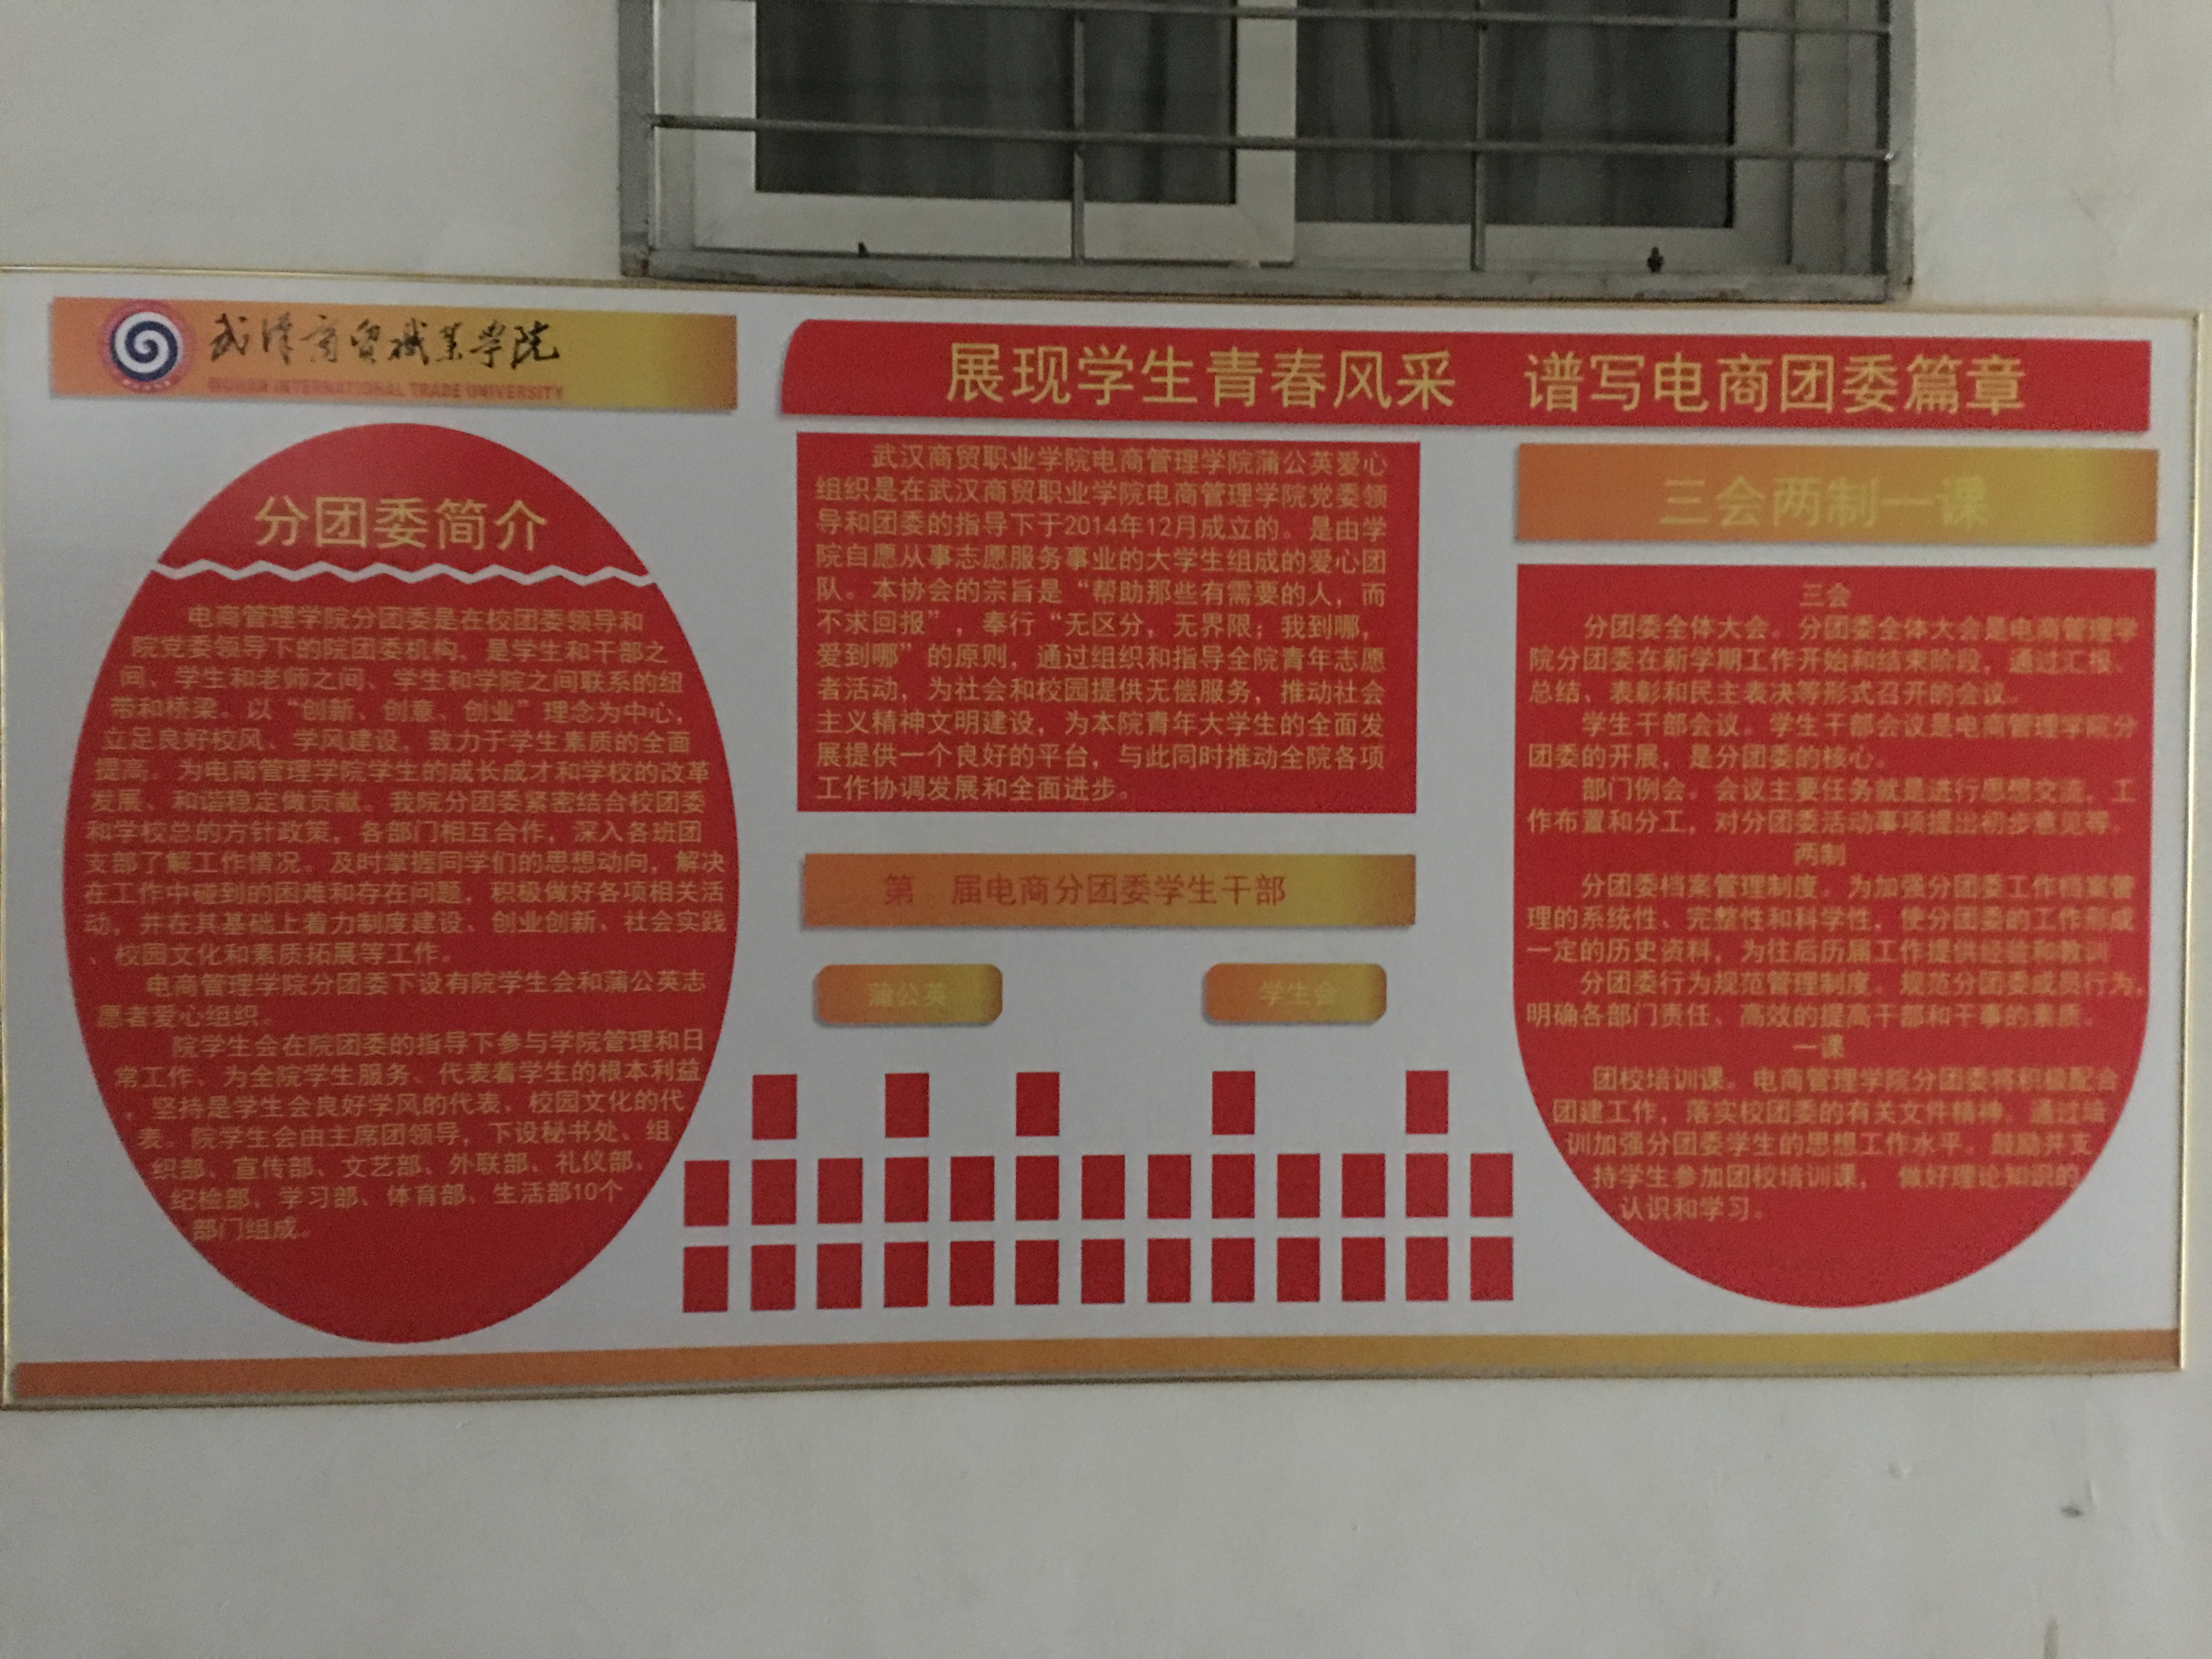 武汉商贸职业学院
WUHAN INTERNATIONAL TRADE UNIVERSITY
展现学生青春风采 谱写电商团委篇章
分团委简介
电商管理学院分团委是在校团委领导和
院党委领导下的院团委机构，是学生和干部之
间、学生和老师之间、学生和学院之间联系的纽
带和桥梁。以“创新、创意、创业”理念为中心，
立足良好校风、学风建设，致力于学生素质的全面
提高。为电商管理学院学生的成长成才和学校的改革
发展、和谐稳定做贡献。我院分团委紧密结合校团委
和学校总的方针政策，各部门相互合作，深入各班团
支部了解工作情况。及时掌握同学们的思想动向，解决
在工作中碰到的困难和存在问题，积极做好各项相关活
动，并在其基础上着力制度建设、创业创新、社会实践
、校园文化和素质拓展等工作。
电商管理学院分团委下设有院学生会和蒲公英志
愿者爱心组织。
院学生会在院团委的指导下参与学院管理和日
常工作、为全院学生服务、代表着学生的根本利益
，坚持是学生会良好学风的代表、校园文化的代
表。院学生会由主席团领导，下设秘书处、组
织部、宣传部、文艺部、外联部、礼仪部、
纪检部、学习部、体育部、生活部10个
部门组成。
武汉商贸职业学院电商管理学院蒲公英爱心
组织是在武汉商贸职业学院电商管理学院党委领
导和团委的指导下于2014年12月成立的。是由学
院自愿从事志愿服务事业的大学生组成的爱心团
队。本协会的宗旨是“帮助那些有需要的人，而
不求回报”，奉行“无区分，无界限；我到哪，
爱到哪”的原则，通过组织和指导全院青年志愿
者活动，为社会和校园提供无偿服务，推动社会
主义精神文明建设，为本院青年大学生的全面发
展提供一个良好的平台，与此同时推动全院各项
工作协调发展和全面进步。
第 届电商分团委学生干部
蒲公英
学生会
三会两制一课
三会
分团委全体大会。分团委全体大会是电商管理学
院分团委在新学期工作开始和结束阶段，通过汇报、
总结、表彰和民主表决等形式召开的会议。
学生干部会议。学生干部会议是电商管理学院分
团委的开展，是分团委的核心。
部门例会。会议主要任务就是进行思想交流，工
作布置和分工，对分团委活动事项提出初步意见等。
两制
分团委档案管理制度。为加强分团委工作档案管
理的系统性、完整性和科学性，使分团委的工作形成
一定的历史资料，为往后历届工作提供经验和教训
分团委行为规范管理制度。规范分团委成员行为，
明确各部门责任、高效的提高干部和干事的素质。
一课
团校培训课。电商管理学院分团委将积极配合
团建工作，落实校团委的有关文件精神。通过培
训加强分团委学生的思想工作水平。鼓励并支
持学生参加团校培训课， 做好理论知识的
认识和学习。